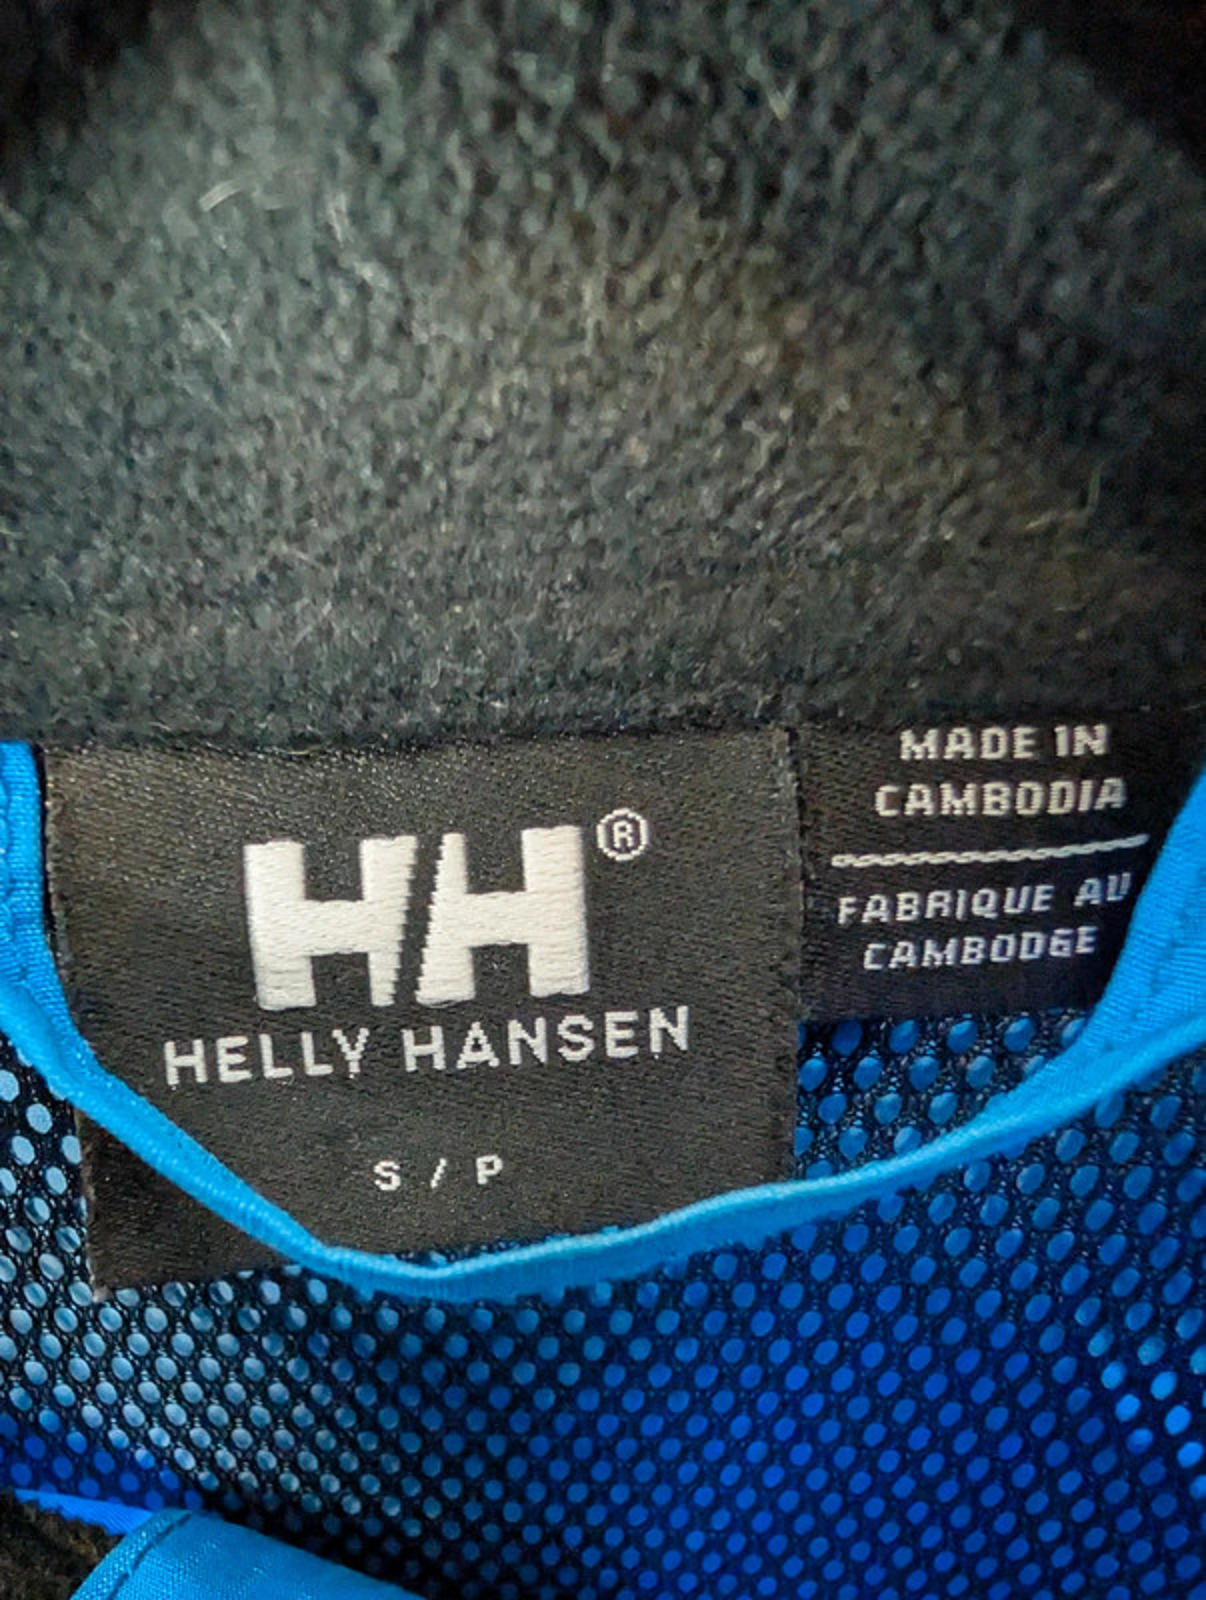 HH®
HELLY HANSEN
S / P
MADE IN
CAMBODIA
FABRIQUE AU
CAMBODGE